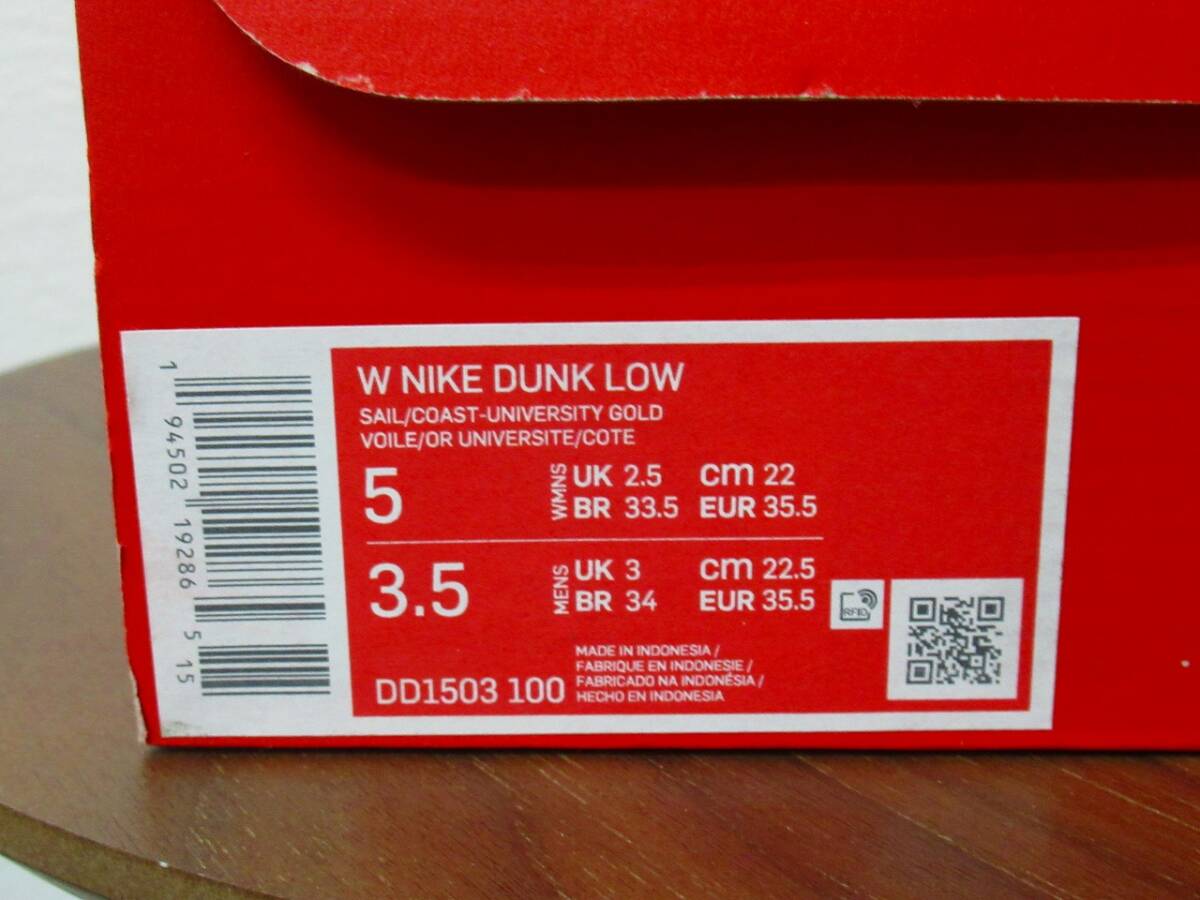 W NIKE DUNK LOW
SAIL/COAST-UNIVERSITY GOLD
VOILE/OR UNIVERSITE/COTE
5 WMNS UK 2.5 cm 22
BR 33.5 EUR 35.5
3.5 MENS UK 3 cm 22.5
BR 34 EUR 35.5
RFID
MADE IN INDONESIA /
FABRIQUE EN INDONESIE /
FABRICADO NA INDONÉSIA /
HECHO EN INDONESIA
DD1503 100
1 94502 19286 5 15